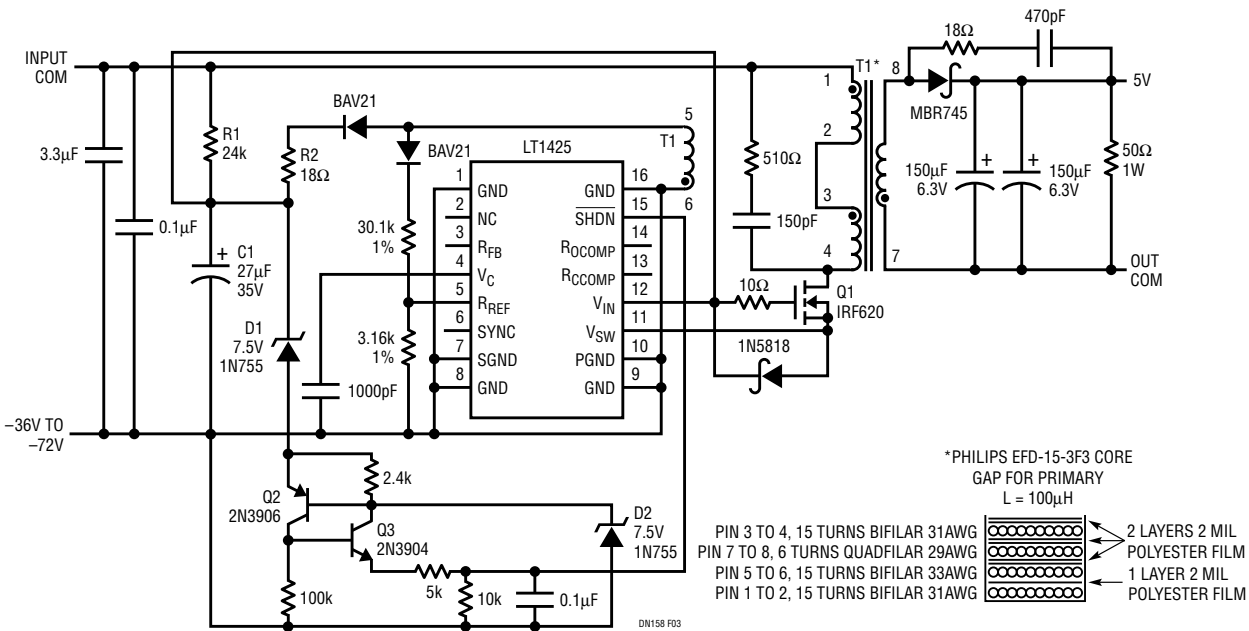 INPUT
COM
3.3µF
0.1µF
R1
24k
C1
27µF
35V
+
BAV21
R2
18Ω
BAV21
30.1k
1%
3.16k
1%
1000pF
D1
7.5V
1N755
–36V TO
–72V
LT1425
1 GND
2 NC
3 RFB
4 VC
5 RREF
6 SYNC
7 SGND
8 GND
16 GND
15 SHDN
14 ROCOMP
13 RCCOMP
12 VIN
11 VSW
10 PGND
9 GND
5
T1
6
510Ω
150pF
10Ω
Q1
IRF620
1N5818
1
2
3
4
T1*
8
7
18Ω
470pF
MBR745
5V
150µF
6.3V
+
+
150µF
6.3V
50Ω
1W
OUT
COM
Q2
2N3906
2.4k
Q3
2N3904
100k
5k
10k
0.1µF
D2
7.5V
1N755
DN158 F03
*PHILIPS EFD-15-3F3 CORE
GAP FOR PRIMARY
L = 100µH
PIN 3 TO 4, 15 TURNS BIFILAR 31AWG
PIN 7 TO 8, 6 TURNS QUADFILAR 29AWG
PIN 5 TO 6, 15 TURNS BIFILAR 33AWG
PIN 1 TO 2, 15 TURNS BIFILAR 31AWG
2 LAYERS 2 MIL
POLYESTER FILM
1 LAYER 2 MIL
POLYESTER FILM